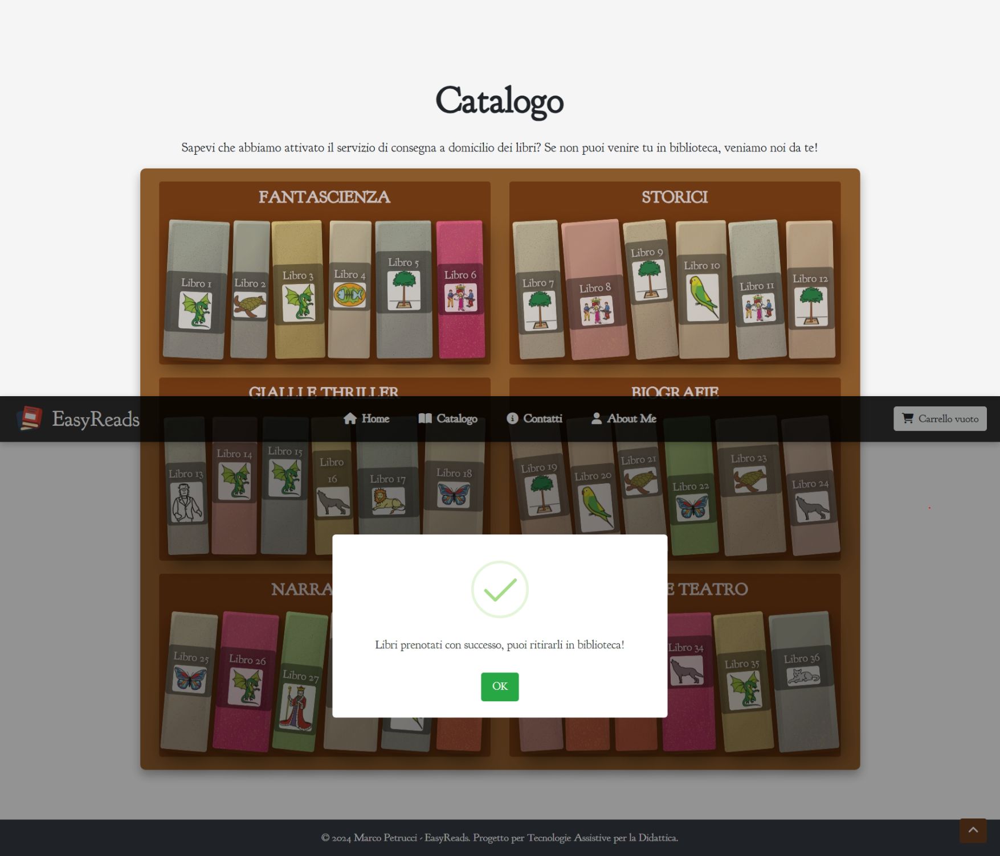 Catalogo
Sapevi che abbiamo attivato il servizio di consegna a domicilio dei libri? Se non puoi venire tu in biblioteca, veniamo noi da te!
FANTASCIENZA
Libro 1
Libro 2
Libro 3
Libro 4
Libro 5
Libro 6
STORICI
Libro 7
Libro 8
Libro 9
Libro 10
Libro 11
Libro 12
GIALLI E THRILLER
BIOGRAFIE
EasyReads
Home
Catalogo
Contatti
About Me
Carrello vuoto
Libro 13
Libro 14
Libro 15
Libro
16
Libro 17
Libro 18
Libro 19
Libro 20
Libro 21
Libro 22
Libro 23
Libro 24
NARRA
E TEATRO
Libro 25
Libro 26
Libro 27
Libri prenotati con successo, puoi ritirarli in biblioteca!
OK
Libro 34
Libro 35
Libro 36
© 2024 Marco Petrucci - EasyReads. Progetto per Tecnologie Assistive per la Didattica.